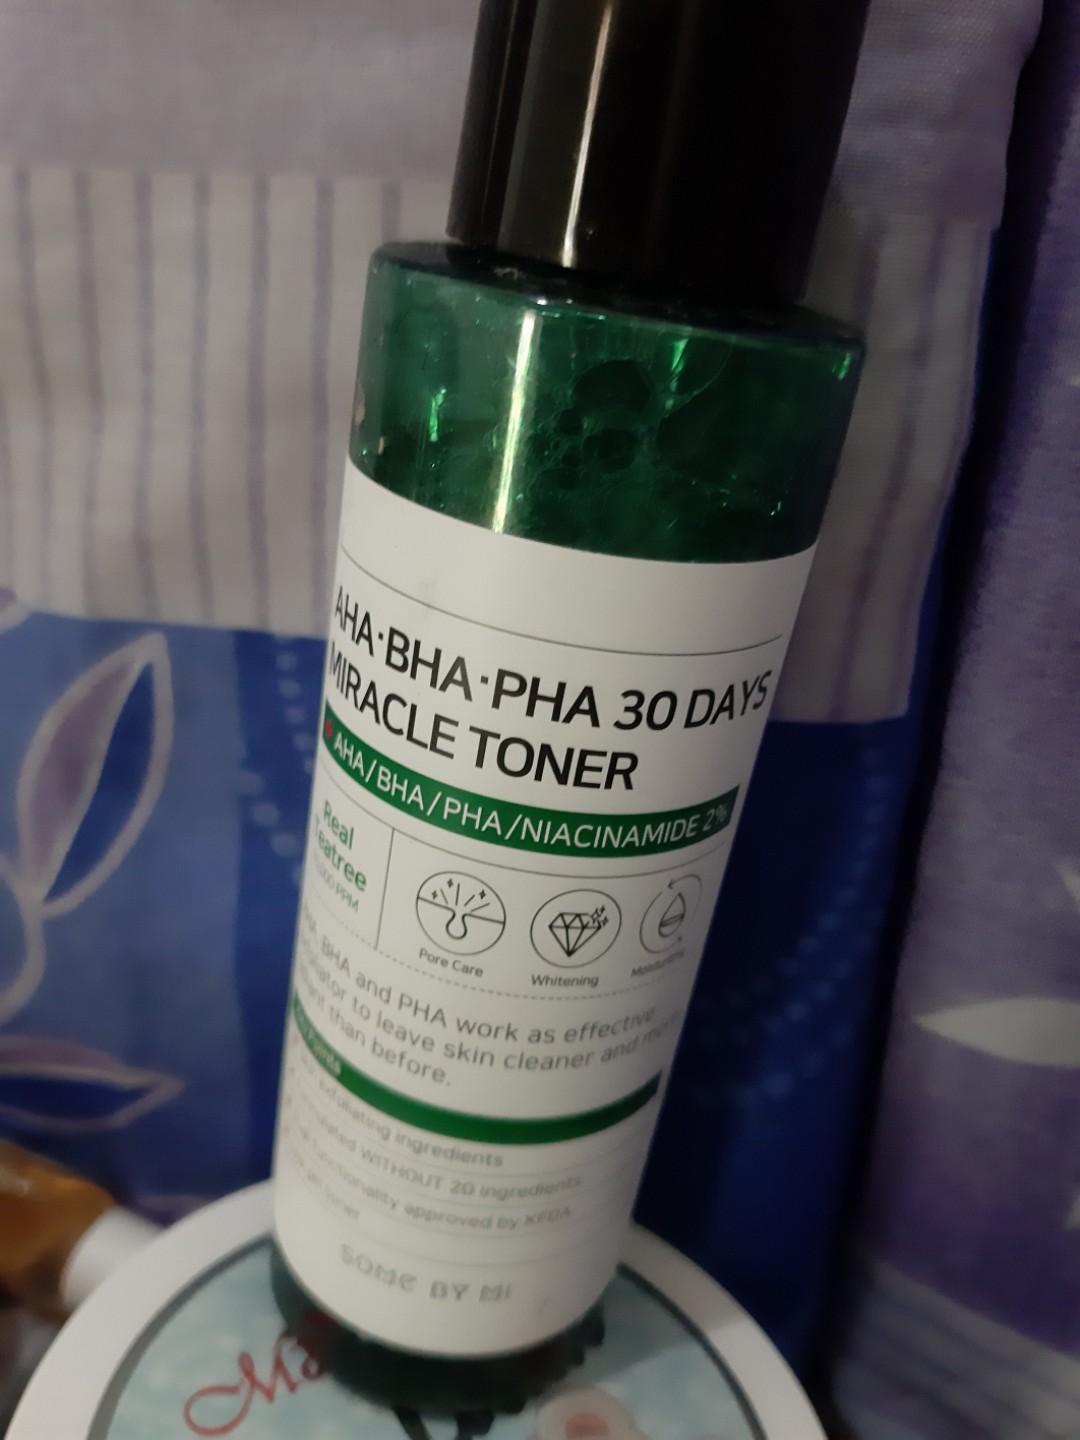 AHA·BHA·PHA 30 DAYS
MIRACLE TONER
AHA/BHA/PHA/NIACINAMIDE 2%
Real
Teatree
PPM
Pore Care
Whitening
BHA and PHA work as effective
to leave skin cleaner and
than before.
exfoliating ingredients
WITHOUT 20 ingredients
functionality approved by KFDA
SOME BY MI